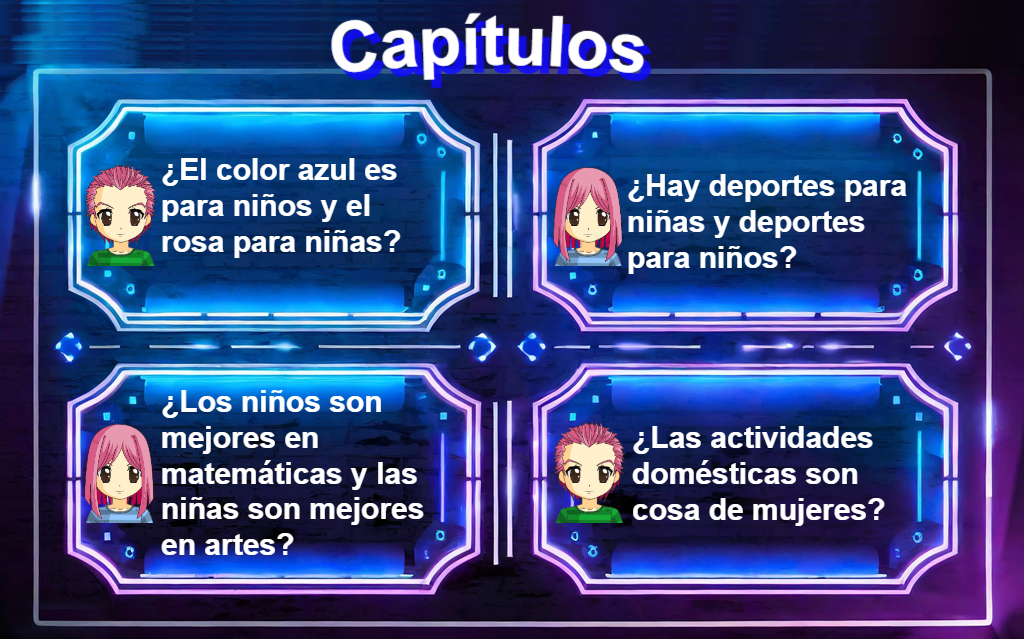 Capítulos
¿El color azul es
para niños y el
rosa para niñas?
¿Hay deportes para
niñas y deportes
para niños?
¿Los niños son
mejores en
matemáticas y las
niñas son mejores
en artes?
¿Las actividades
domésticas son
cosa de mujeres?